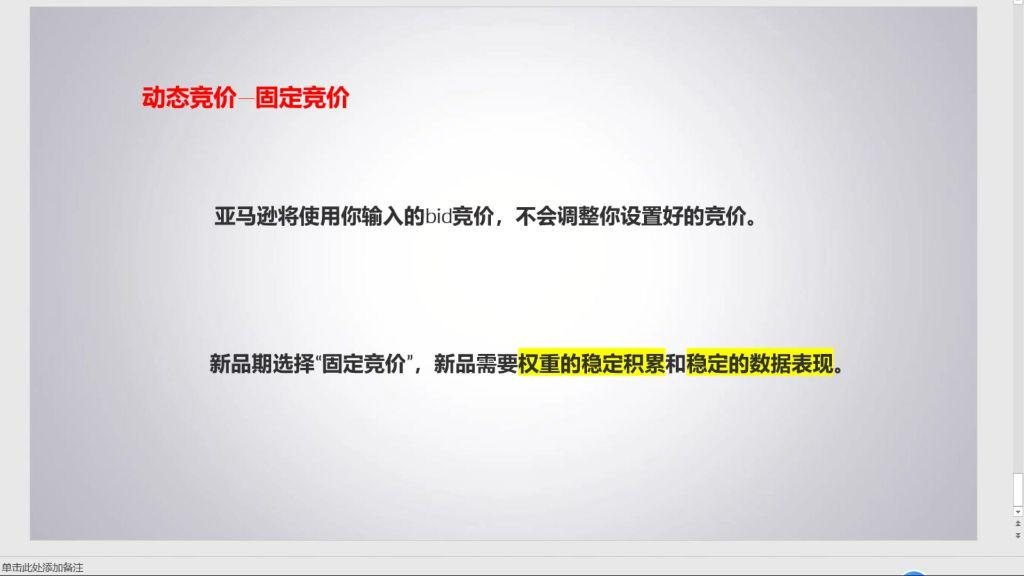 动态竞价—固定竞价
亚马逊将使用你输入的bid竞价，不会调整你设置好的竞价。
新品期选择“固定竞价”，新品需要权重的稳定积累和稳定的数据表现。
单击此处添加备注